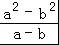 a² − b²
a − b